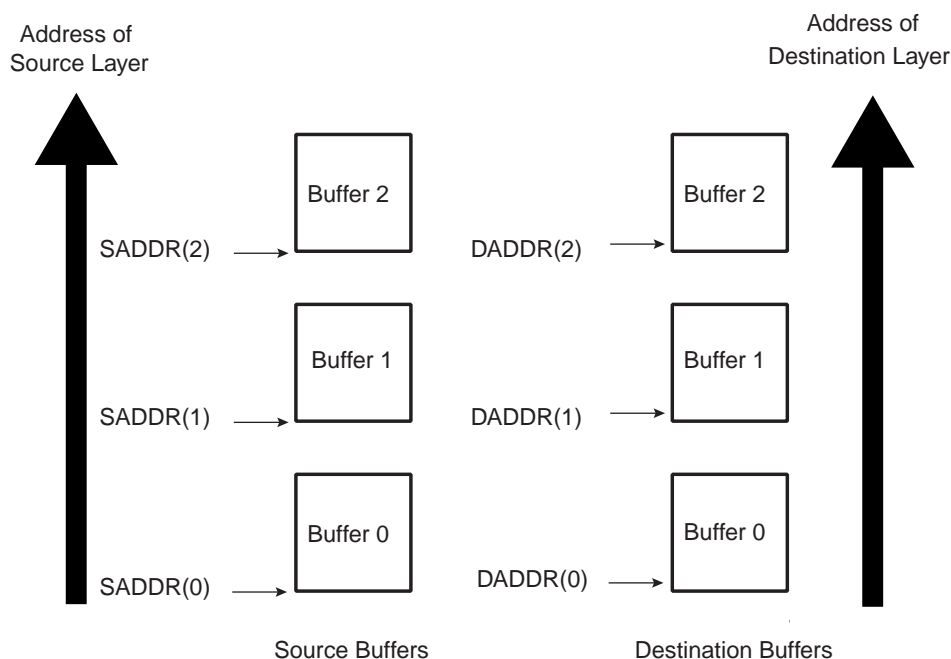 Address of
Source Layer
Address of
Destination Layer
Buffer 2
Buffer 2
SADDR(2)
DADDR(2)
Buffer 1
Buffer 1
SADDR(1)
DADDR(1)
Buffer 0
Buffer 0
SADDR(0)
DADDR(0)
Source Buffers
Destination Buffers